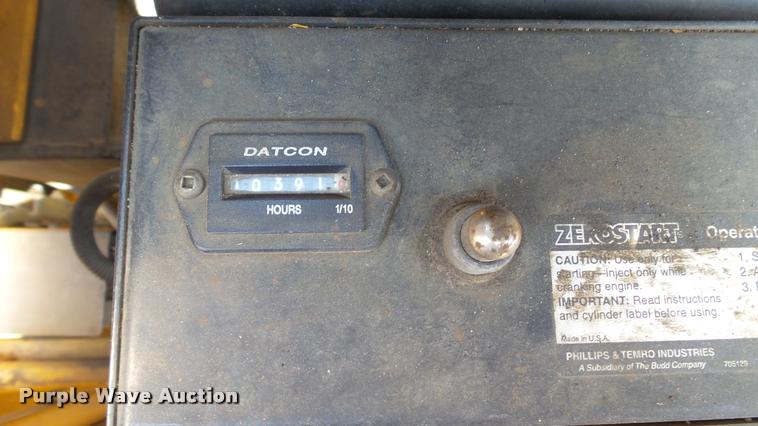 DATCON
10391
HOURS 1/10
ZEROSTART Operat
CAUTION: Use only for
starting—inject only while
cranking engine.
IMPORTANT: Read instructions
and cylinder label before using.
1. S
2. A
3.
Made in U.S.A.
PHILLIPS & TEMRO INDUSTRIES
A Subsidiary of The Budd Company 705129
Purple Wave Auction